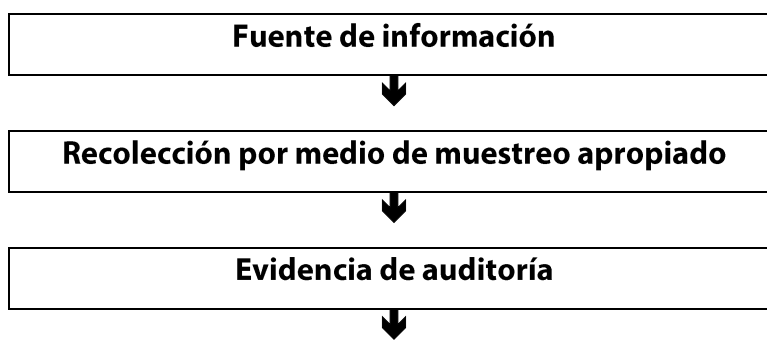 Fuente de información
Recolección por medio de muestreo apropiado
Evidencia de auditoría